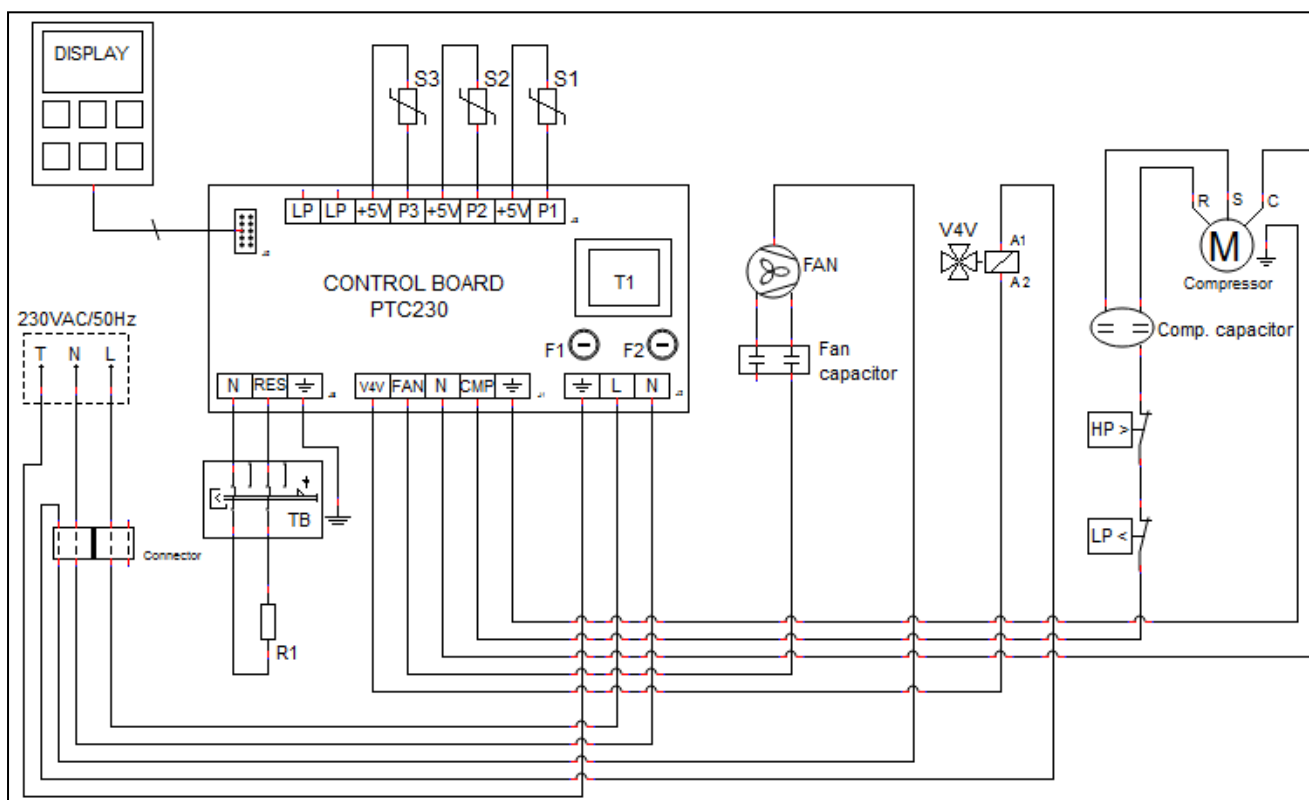 DISPLAY
S3 S2 S1
LP LP +5V P3 +5V P2 +5V P1
CONTROL BOARD
PTC230
T1
F1 F2
230VAC/50Hz
T N L
N RES
V4V FAN N CMP
L N
TB
R1
Connector
FAN
Fan
capacitor
V4V
A1
A2
R S C
M
Compressor
Comp. capacitor
HP >
LP <